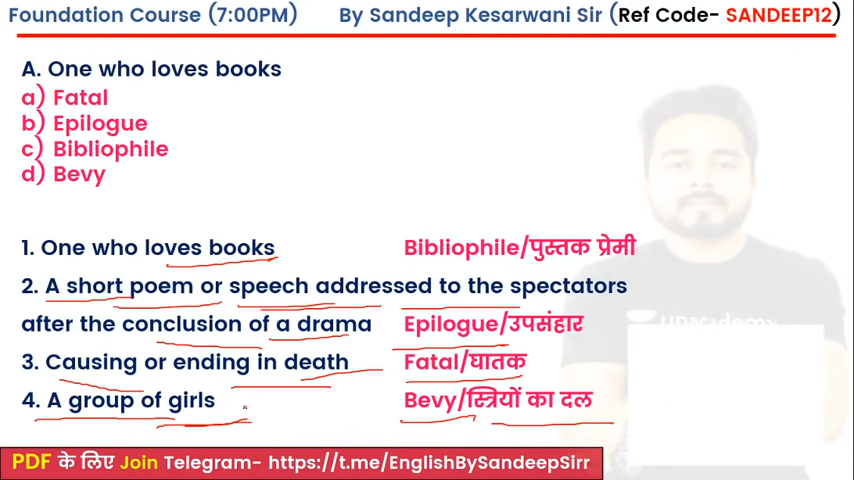 Foundation Course (7:00PM) By Sandeep Kesarwani Sir (Ref Code- SANDEEP12)
A. One who loves books
a) Fatal
b) Epilogue
c) Bibliophile
d) Bevy
1. One who loves books Bibliophile/पुस्तक प्रेमी
2. A short poem or speech addressed to the spectators
after the conclusion of a drama Epilogue/उपसंहार
3. Causing or ending in death Fatal/घातक
4. A group of girls Bevy/स्त्रियों का दल
PDF के लिए Join Telegram- https://t.me/EnglishBySandeepSirr